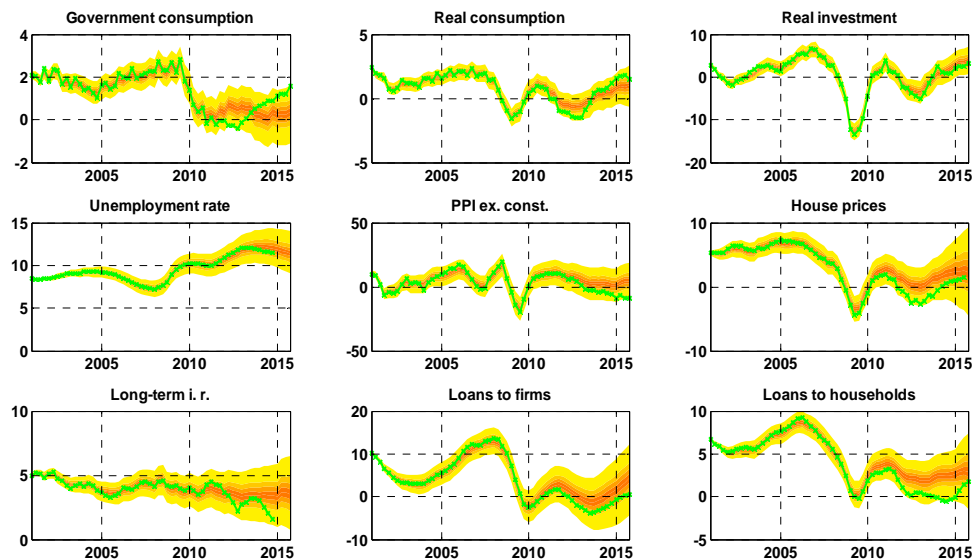 Government consumption
Real consumption
Real investment
4
2
0
-2
2005 2010 2015
5
0
-5
2005 2010 2015
10
0
-10
-20
2005 2010 2015
Unemployment rate
PPI ex. const.
House prices
15
10
5
0
2005 2010 2015
50
0
-50
2005 2010 2015
10
0
-10
2005 2010 2015
Long-term i. r.
Loans to firms
Loans to households
10
5
0
2005 2010 2015
20
10
0
-10
2005 2010 2015
10
5
0
-5
2005 2010 2015